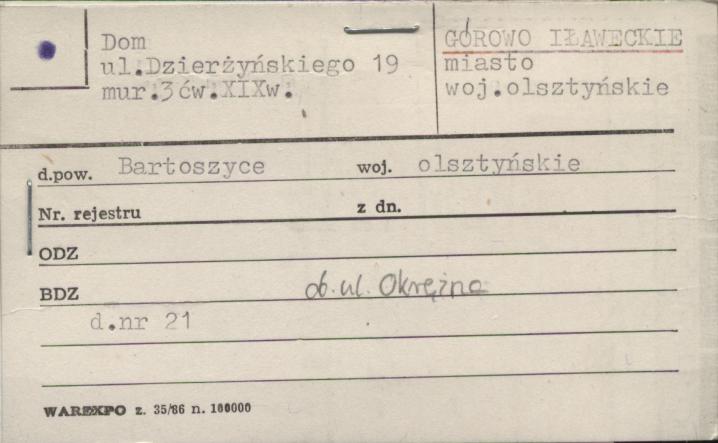 Dom
ul.Dzierżyńskiego 19
mur.3ćw.XIXw.
GÓROWO IŁAWECKIE
miasto
woj.olsztyńskie
d.pow. Bartoszyce woj. olsztyńskie
Nr. rejestru z dn.
ODZ
BDZ ob. ul. Okrężna
d.nr 21
WAREXPO z. 35/86 n. 100000